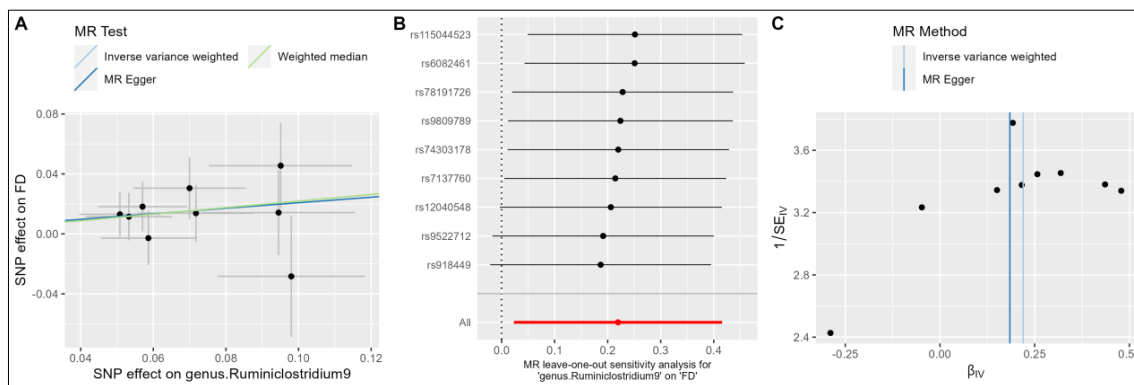 A
MR Test
Inverse variance weighted
Weighted median
MR Egger
0.08
0.04
0.00
-0.04
0.04
0.06
0.08
0.10
0.12
SNP effect on FD
SNP effect on genus.Ruminiclostridium9
B
rs115044523
rs6082461
rs78191726
rs9809789
rs74303178
rs7137760
rs12040548
rs9522712
rs918449
All
0.0
0.1
0.2
0.3
0.4
MR leave-one-out sensitivity analysis for
'genus.Ruminiclostridium9' on 'FD'
C
MR Method
Inverse variance weighted
MR Egger
3.6
3.2
2.8
2.4
-0.25
0.00
0.25
0.50
1/SE_IV
β_IV